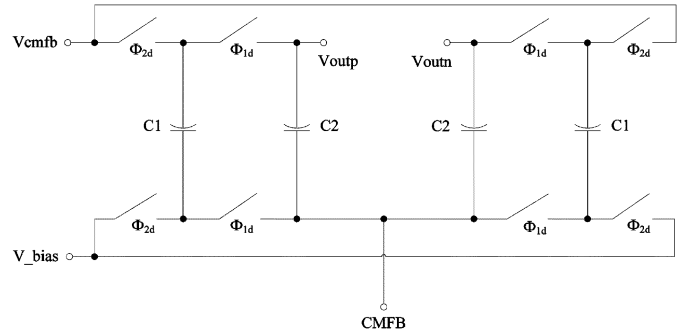 Vcmfb
Φ2d
Φ1d
Voutp
Voutn
Φ1d
Φ2d
C1
C2
C2
C1
Φ2d
Φ1d
Φ1d
Φ2d
V_bias
CMFB